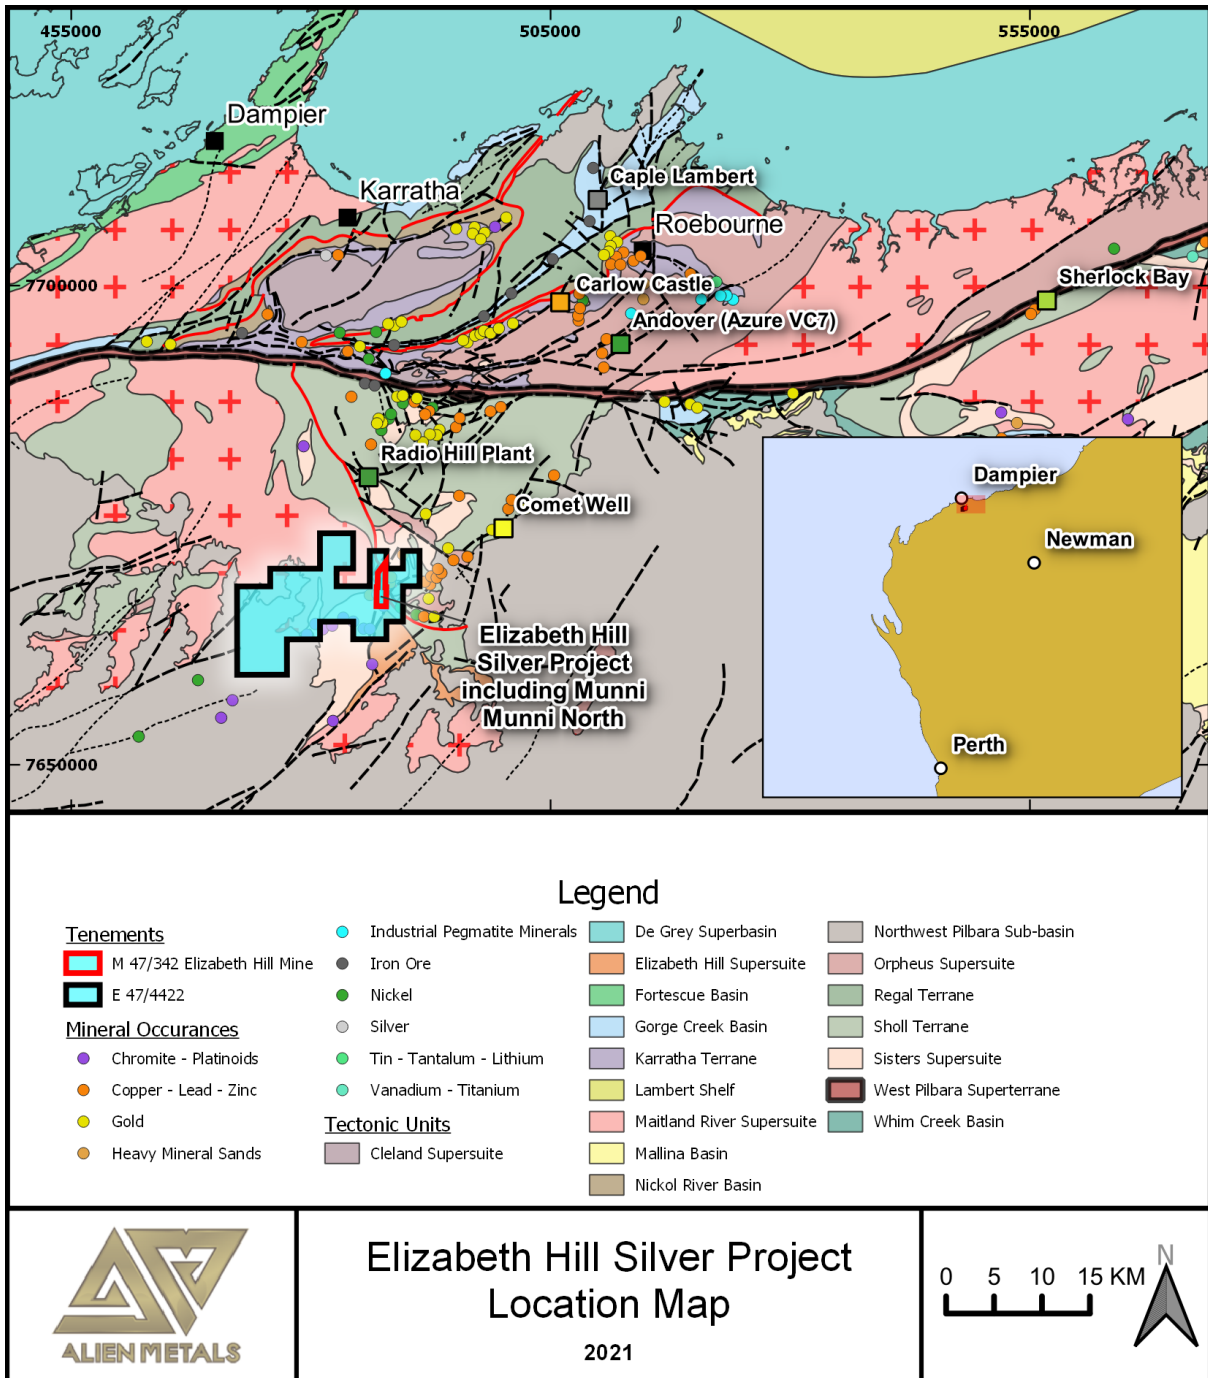 455000
505000
555000
Dampier
Karratha
Caple Lambert
Roebourne
7700000
Carlow Castle
Sherlock Bay
Andover (Azure VC7)
Radio Hill Plant
Comet Well
Elizabeth Hill
Silver Project
including Munni
Munni North
7650000
Dampier
Newman
Perth
Legend
Tenements
M 47/342 Elizabeth Hill Mine
E 47/4422
Mineral Occurances
Chromite - Platinoids
Copper - Lead - Zinc
Gold
Heavy Mineral Sands
Industrial Pegmatite Minerals
Iron Ore
Nickel
Silver
Tin - Tantalum - Lithium
Vanadium - Titanium
Tectonic Units
Cleland Supersuite
De Grey Superbasin
Elizabeth Hill Supersuite
Fortescue Basin
Gorge Creek Basin
Karratha Terrane
Lambert Shelf
Maitland River Supersuite
Mallina Basin
Nickol River Basin
Northwest Pilbara Sub-basin
Orpheus Supersuite
Regal Terrane
Sholl Terrane
Sisters Supersuite
West Pilbara Superterrane
Whim Creek Basin
ALIEN METALS
Elizabeth Hill Silver Project
Location Map
2021
0 5 10 15 KM
N